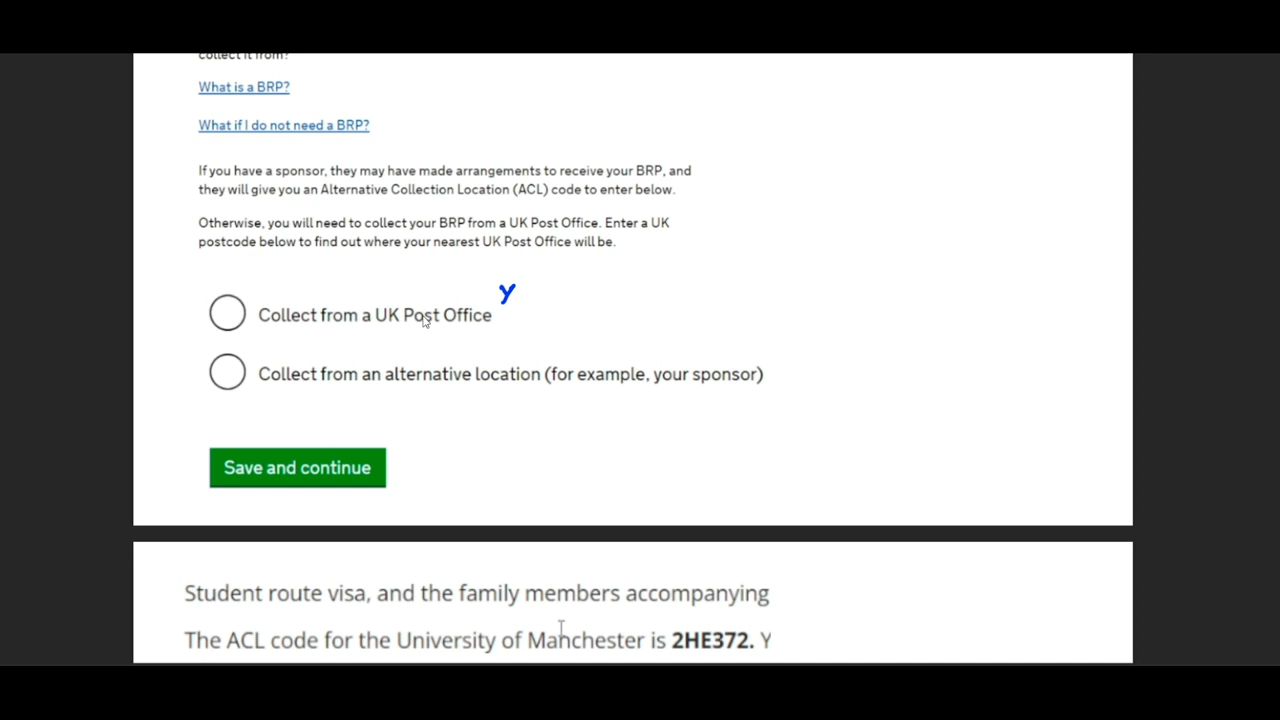 collect it from?
What is a BRP?
What if I do not need a BRP?
If you have a sponsor, they may have made arrangements to receive your BRP, and
they will give you an Alternative Collection Location (ACL) code to enter below.
Otherwise, you will need to collect your BRP from a UK Post Office. Enter a UK
postcode below to find out where your nearest UK Post Office will be.
Y
Collect from a UK Post Office
Collect from an alternative location (for example, your sponsor)
Save and continue
Student route visa, and the family members accompanying
The ACL code for the University of Manchester is 2HE372. Y